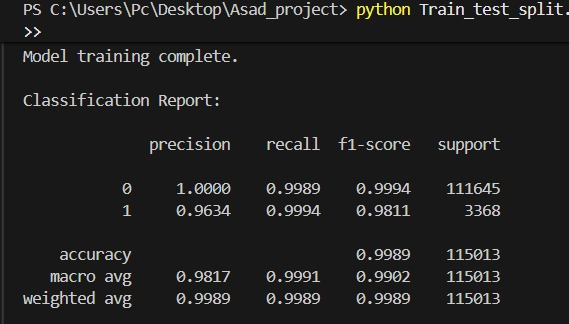 PS C:\Users\Pc\Desktop\Asad_project> python Train_test_split.
>>
Model training complete.
Classification Report:
precision recall f1-score support
0 1.0000 0.9989 0.9994 111645
1 0.9634 0.9994 0.9811 3368
accuracy 0.9989 115013
macro avg 0.9817 0.9991 0.9902 115013
weighted avg 0.9989 0.9989 0.9989 115013